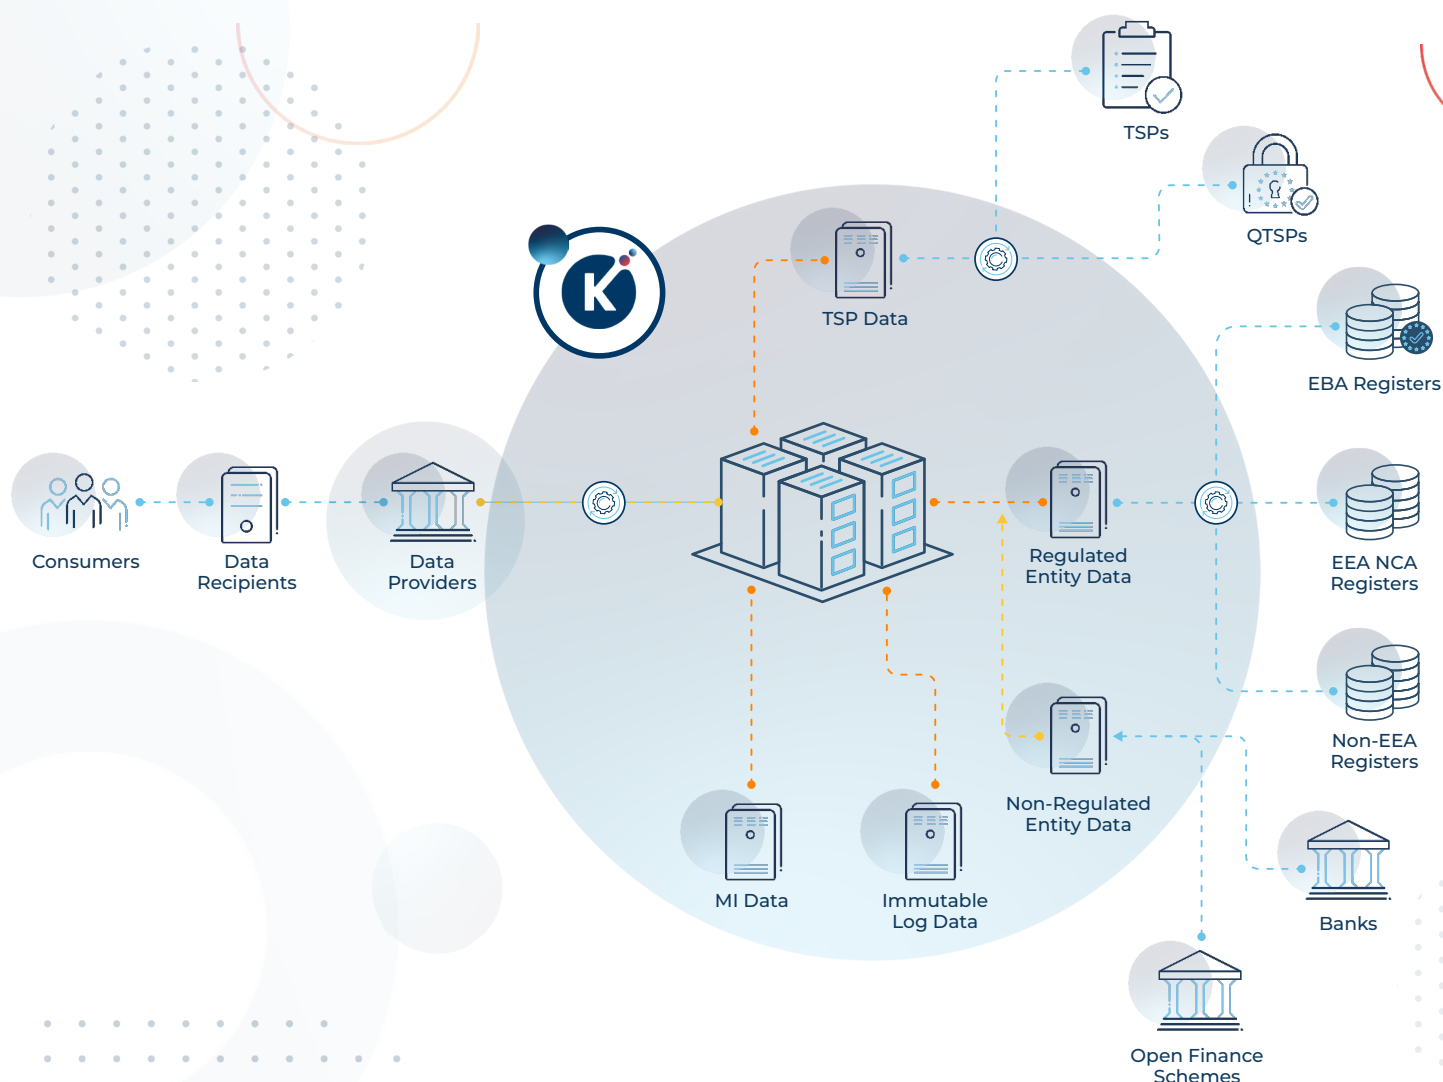 TSPs
QTSPs
K
TSP Data
EBA Registers
Consumers
Data
Recipients
Data
Providers
Regulated
Entity Data
EEA NCA
Registers
Non-EEA
Registers
Non-Regulated
Entity Data
MI Data
Immutable
Log Data
Banks
Open Finance
Schemes